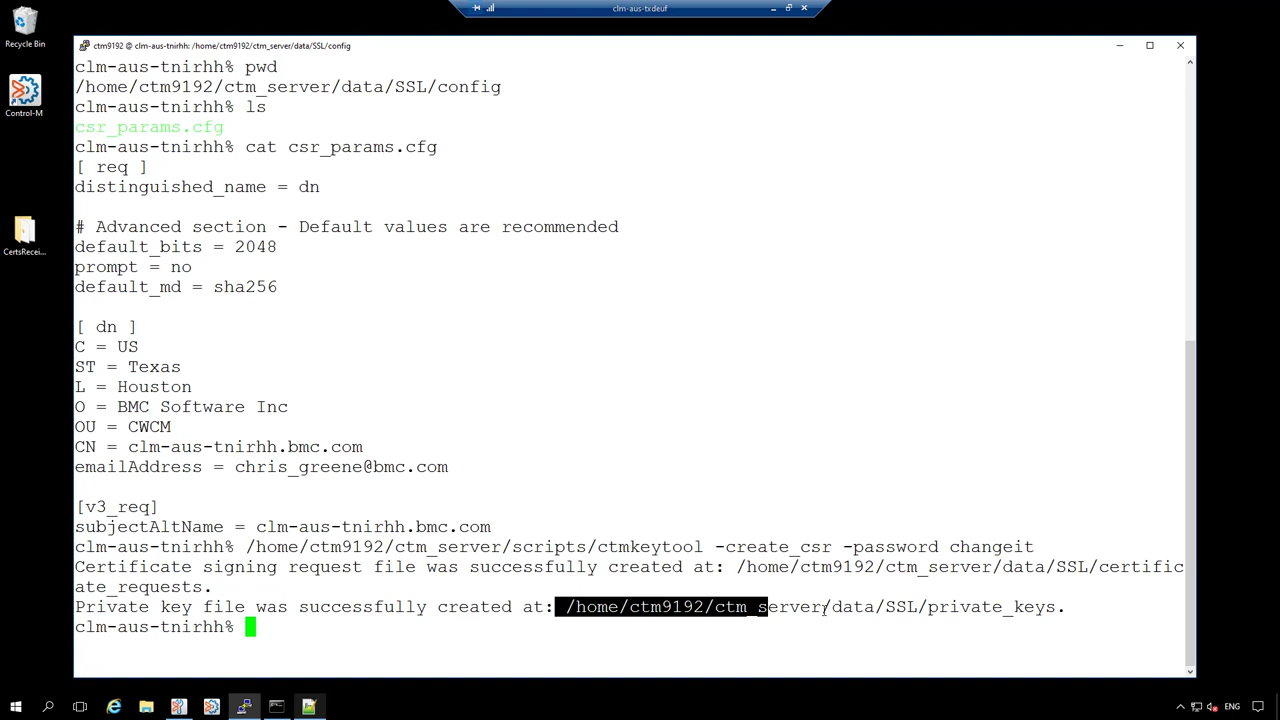 clm-aus-txdeuf
Recycle Bin
Control-M
CertsRecei...
ctm9192 @ clm-aus-tnirhh: /home/ctm9192/ctm_server/data/SSL/config
clm-aus-tnirhh% pwd
/home/ctm9192/ctm_server/data/SSL/config
clm-aus-tnirhh% ls
csr_params.cfg
clm-aus-tnirhh% cat csr_params.cfg
[ req ]
distinguished_name = dn
# Advanced section - Default values are recommended
default_bits = 2048
prompt = no
default_md = sha256
[ dn ]
C = US
ST = Texas
L = Houston
O = BMC Software Inc
OU = CWCM
CN = clm-aus-tnirhh.bmc.com
emailAddress = chris_greene@bmc.com
[v3_req]
subjectAltName = clm-aus-tnirhh.bmc.com
clm-aus-tnirhh% /home/ctm9192/ctm_server/scripts/ctmkeytool -create_csr -password changeit
Certificate signing request file was successfully created at: /home/ctm9192/ctm_server/data/SSL/certific
ate_requests.
Private key file was successfully created at: /home/ctm9192/ctm_server/data/SSL/private_keys.
clm-aus-tnirhh%
ENG